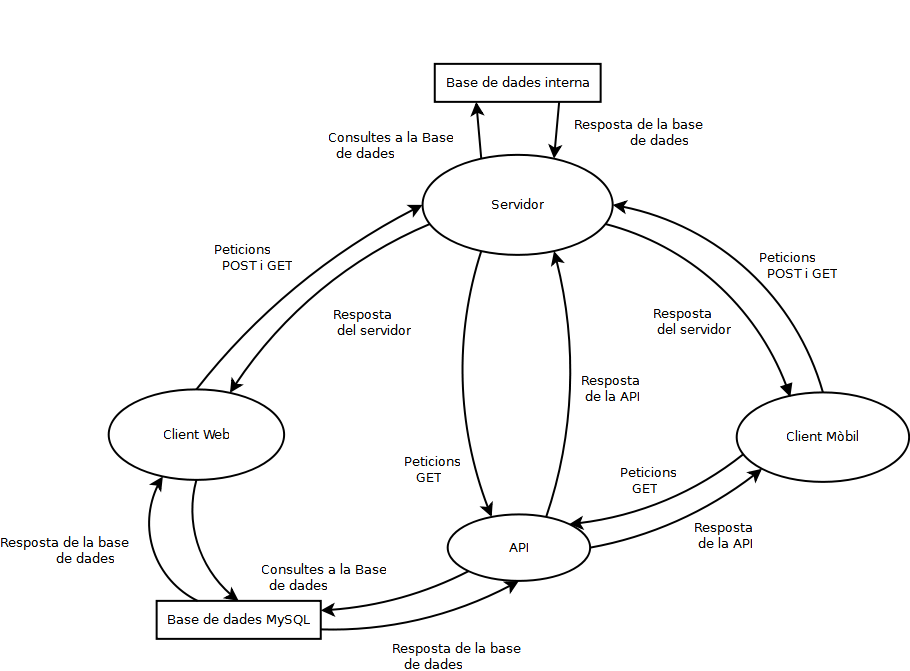 Base de dades interna
Consultes a la Base
de dades
Resposta de la base
de dades
Servidor
Peticions
POST i GET
Resposta
del servidor
Peticions
POST i GET
Resposta
del servidor
Resposta
de la API
Client Web
Client Mòbil
Peticions
GET
Peticions
GET
Resposta
de la API
Resposta de la base
de dades
API
Consultes a la Base
de dades
Base de dades MySQL
Resposta de la base
de dades